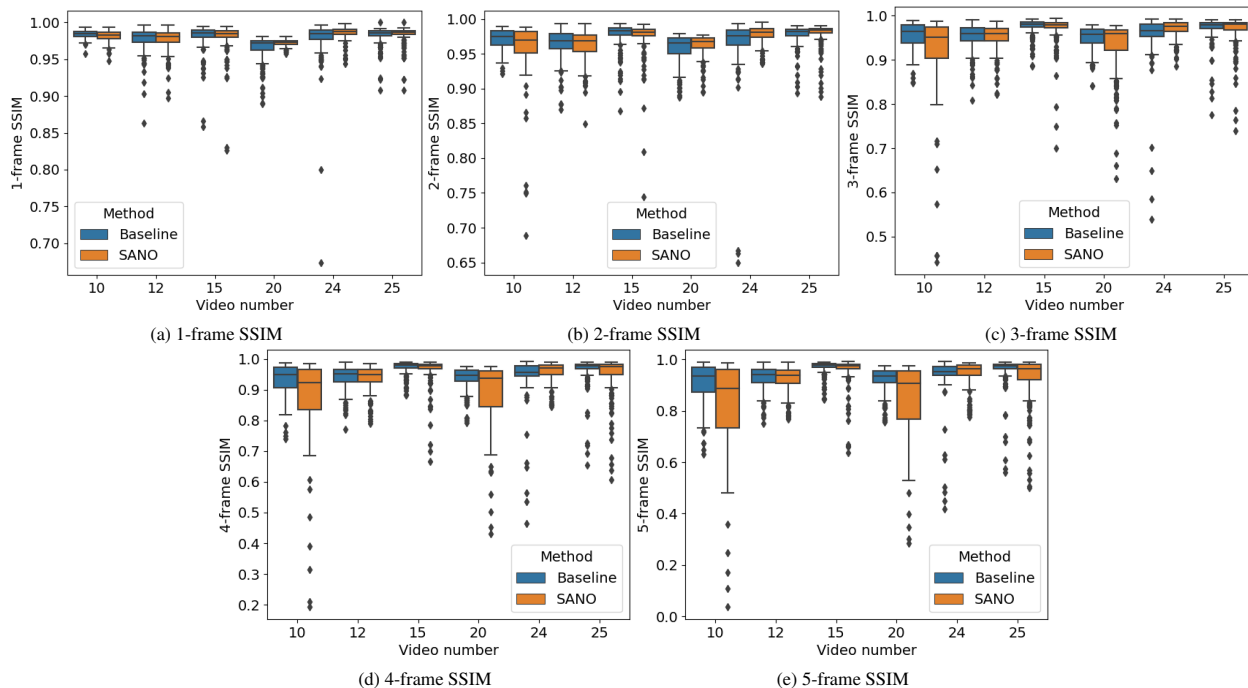 1.00
0.95
0.90
0.85
0.80
0.75
0.70
1-frame SSIM
Method
Baseline
SANO
10 12 15 20 24 25
Video number
(a) 1-frame SSIM
1.00
0.95
0.90
0.85
0.80
0.75
0.70
0.65
2-frame SSIM
Method
Baseline
SANO
10 12 15 20 24 25
Video number
(b) 2-frame SSIM
1.0
0.9
0.8
0.7
0.6
0.5
3-frame SSIM
Method
Baseline
SANO
10 12 15 20 24 25
Video number
(c) 3-frame SSIM
1.0
0.9
0.8
0.7
0.6
0.5
0.4
0.3
0.2
4-frame SSIM
Method
Baseline
SANO
10 12 15 20 24 25
Video number
(d) 4-frame SSIM
1.0
0.8
0.6
0.4
0.2
0.0
5-frame SSIM
Method
Baseline
SANO
10 12 15 20 24 25
Video number
(e) 5-frame SSIM